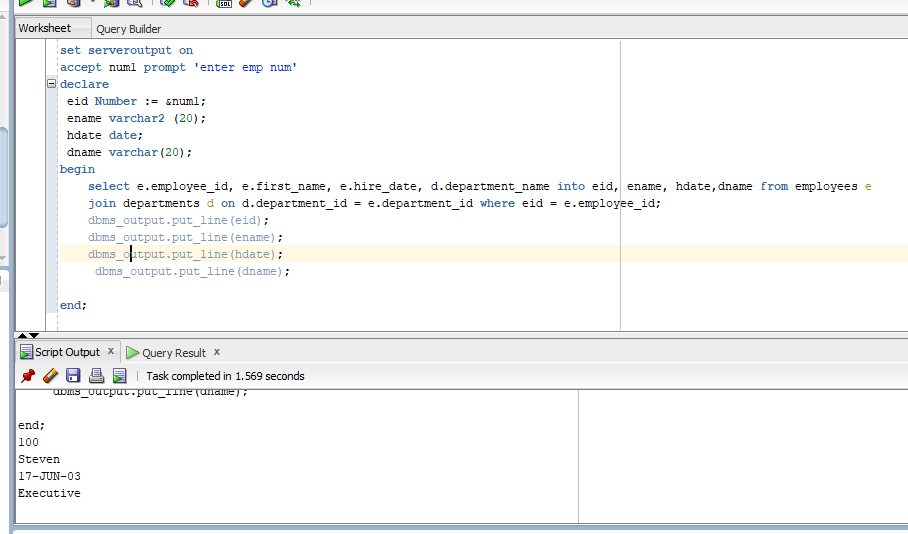 Worksheet Query Builder
set serveroutput on
accept num1 prompt 'enter emp num'
declare
eid Number := &num1;
ename varchar2 (20);
hdate date;
dname varchar(20);
begin
select e.employee_id, e.first_name, e.hire_date, d.department_name into eid, ename, hdate,dname from employees e
join departments d on d.department_id = e.department_id where eid = e.employee_id;
dbms_output.put_line(eid);
dbms_output.put_line(ename);
dbms_output.put_line(hdate);
dbms_output.put_line(dname);
end;
Script Output x Query Result x
Task completed in 1.569 seconds
dbms_output.put_line(dname);
end;
100
Steven
17-JUN-03
Executive